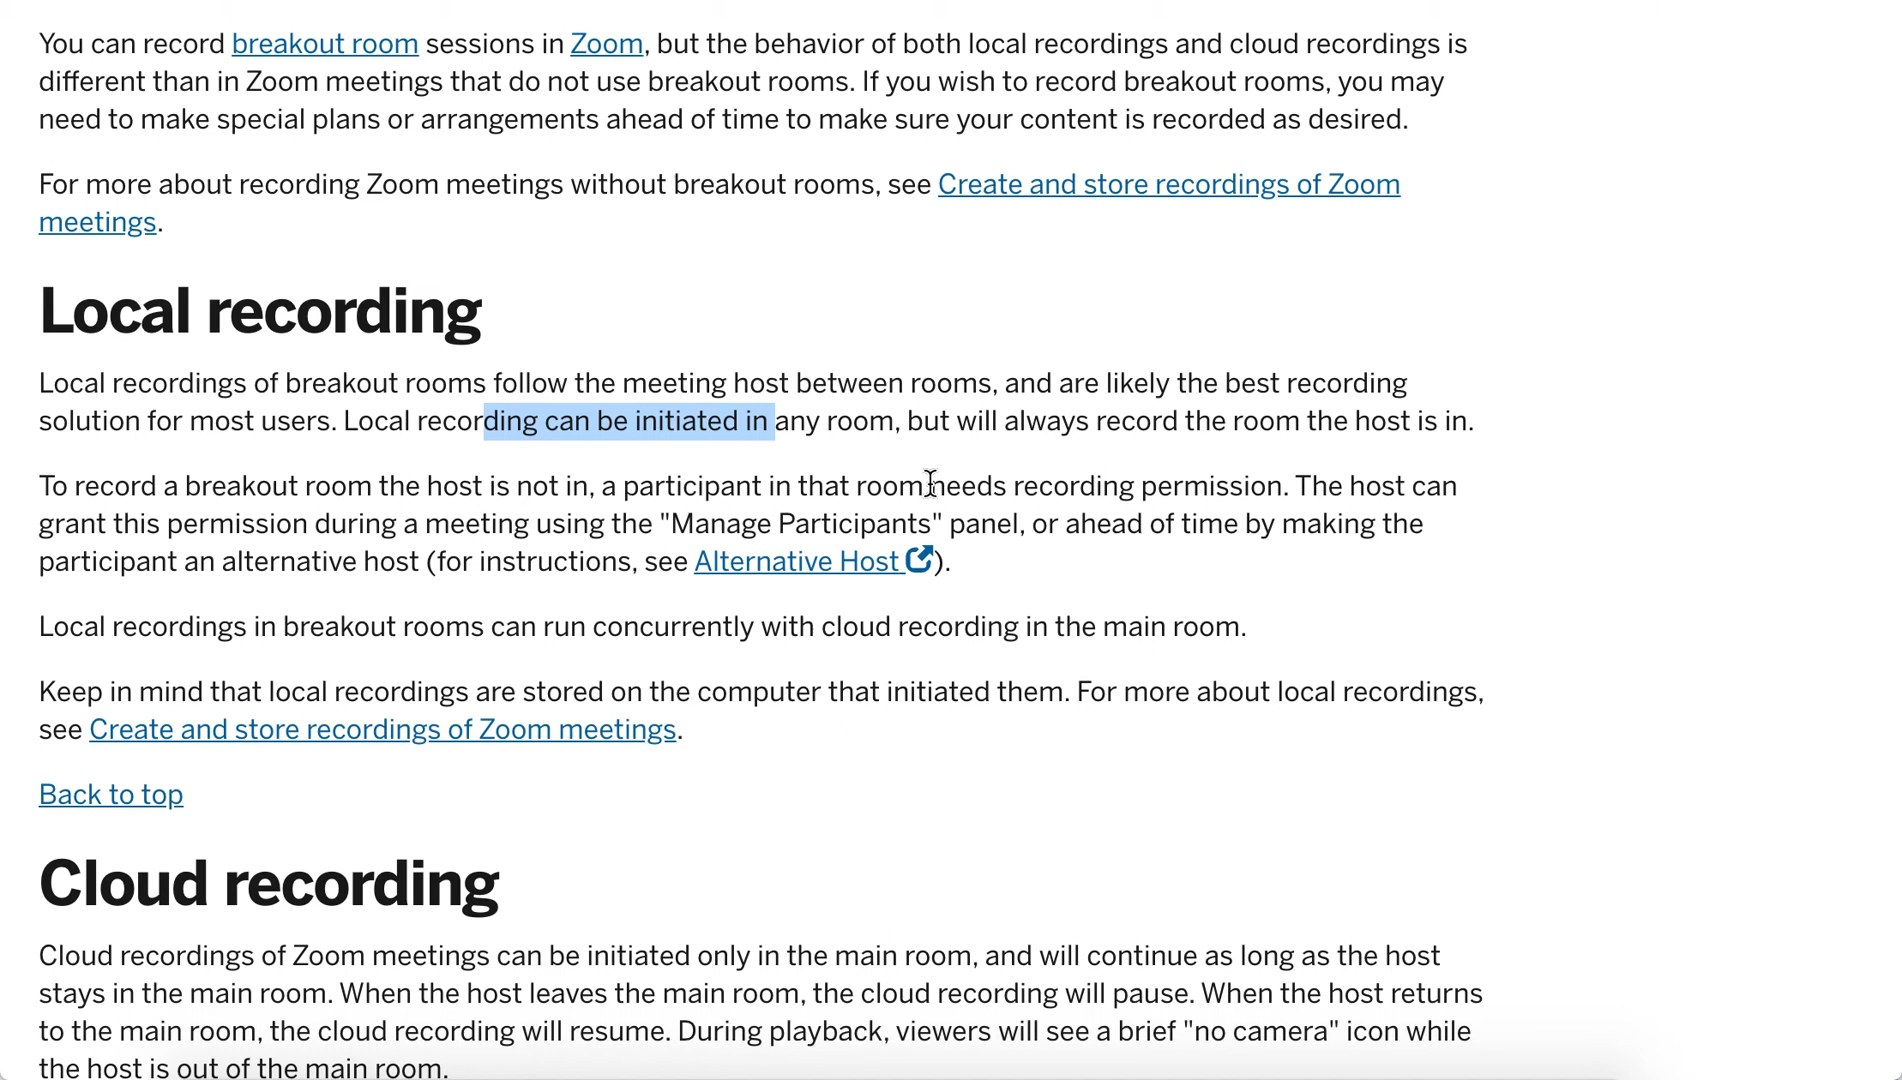 You can record breakout room sessions in Zoom, but the behavior of both local recordings and cloud recordings is
different than in Zoom meetings that do not use breakout rooms. If you wish to record breakout rooms, you may
need to make special plans or arrangements ahead of time to make sure your content is recorded as desired.
For more about recording Zoom meetings without breakout rooms, see Create and store recordings of Zoom
meetings.
Local recording
Local recordings of breakout rooms follow the meeting host between rooms, and are likely the best recording
solution for most users. Local recording can be initiated in any room, but will always record the room the host is in.
To record a breakout room the host is not in, a participant in that room needs recording permission. The host can
grant this permission during a meeting using the "Manage Participants" panel, or ahead of time by making the
participant an alternative host (for instructions, see Alternative Host).
Local recordings in breakout rooms can run concurrently with cloud recording in the main room.
Keep in mind that local recordings are stored on the computer that initiated them. For more about local recordings,
see Create and store recordings of Zoom meetings.
Back to top
Cloud recording
Cloud recordings of Zoom meetings can be initiated only in the main room, and will continue as long as the host
stays in the main room. When the host leaves the main room, the cloud recording will pause. When the host returns
to the main room, the cloud recording will resume. During playback, viewers will see a brief "no camera" icon while
the host is out of the main room.